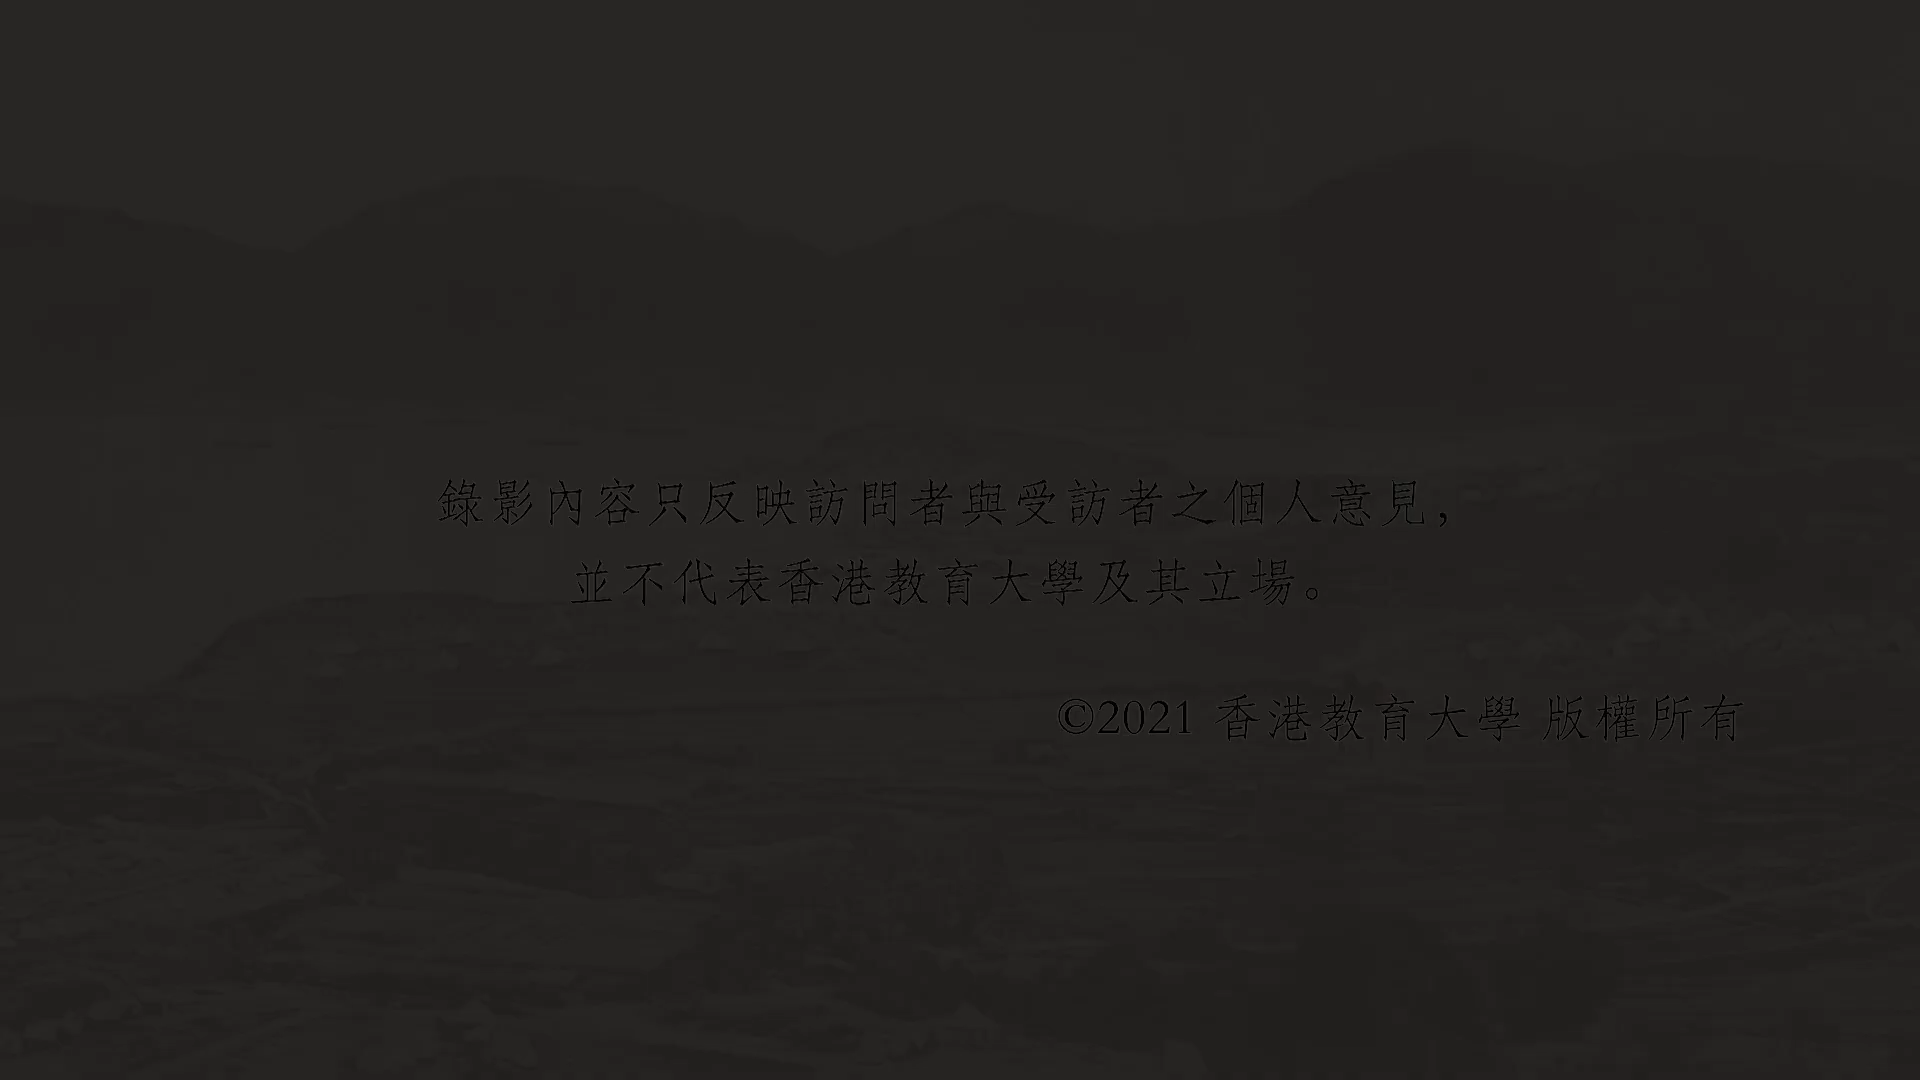 錄影內容只反映訪問者與受訪者之個人意見，
並不代表香港教育大學及其立場。
©2021 香港教育大學 版權所有